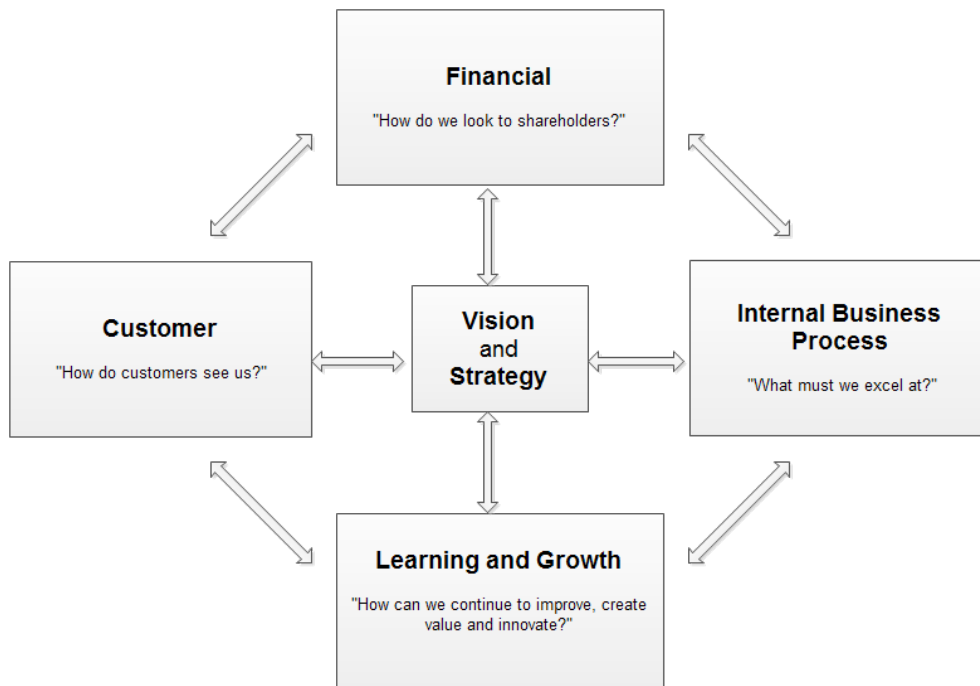 Financial
"How do we look to shareholders?"
Customer
"How do customers see us?"
Vision
and
Strategy
Internal Business
Process
"What must we excel at?"
Learning and Growth
"How can we continue to improve, create
value and innovate?"